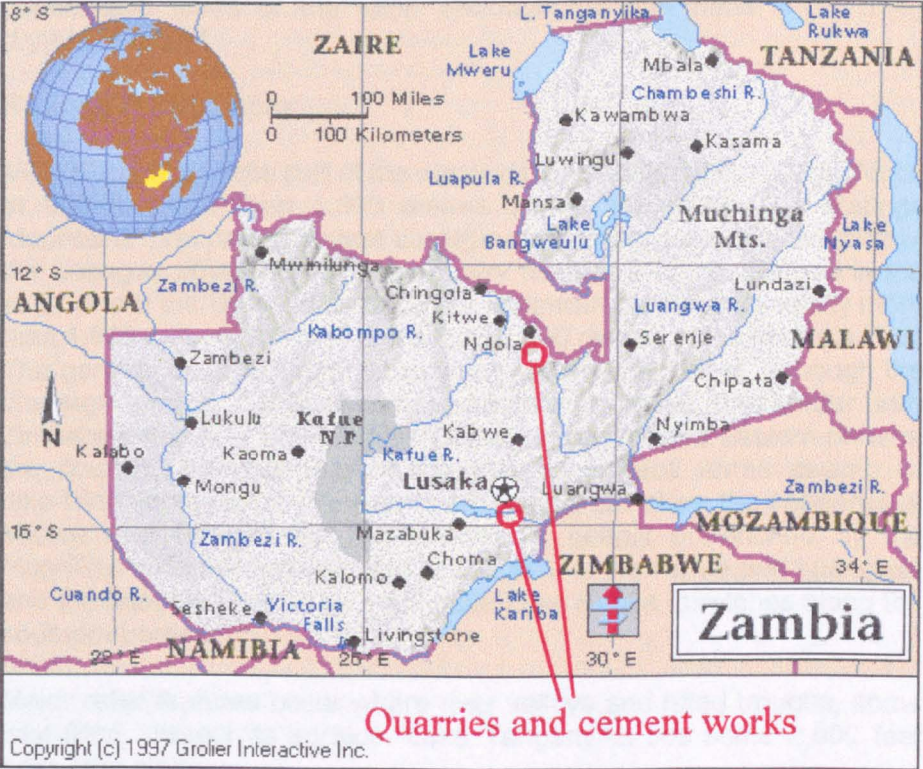 8° S
L. Tanganyika
Lake
Rukwa
ZAIRE
Lake
Mweru
Mbala
TANZANIA
0 100 Miles
0 100 Kilometers
Chambeshi R.
Kawambwa
Kasama
Luwingu
Luapula R.
Mansa
Muchinga
Mts.
Lake
Bangweulu
Lake
Nyasa
12° S
Mwinilunga
Zambezi R.
Chingola
Lundazi
ANGOLA
Kitwe
Luangwa R.
Kabompo R.
Ndola
Serenje
MALAWI
Zambezi
Chipata
N
Lukulu
Kafue
N.P.
Kabwe
Nyimba
Kalabo
Kaoma
Kafue R.
Mongu
Lusaka
Luangwa
Zambezi R.
16° S
Mazabuka
MOZAMBIQUE
Zambezi R.
Choma
ZIMBABWE
34° E
Kalomo
Cuando R.
Sesheke
Victoria
Falls
Lake
Kariba
Zambia
Livingstone
NAMIBIA
22° E
26° E
30° E
Quarries and cement works
Copyright (c) 1997 Grolier Interactive Inc.